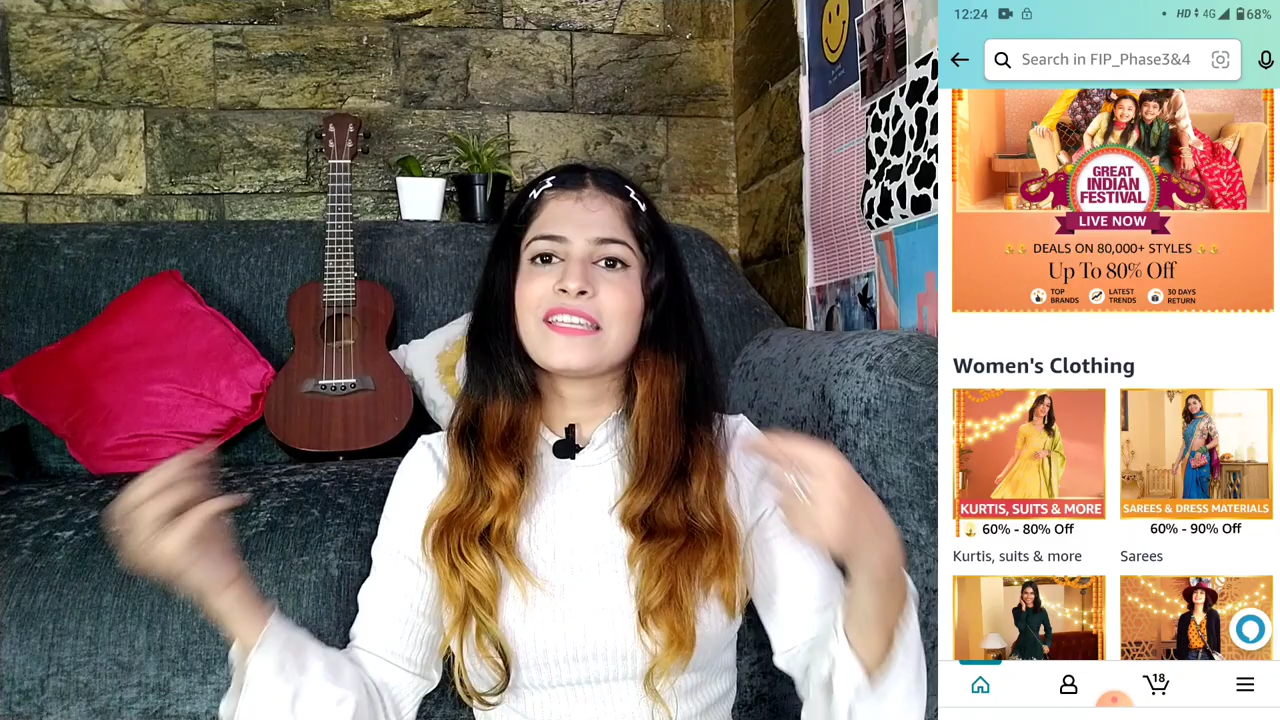 12:24
HD 4G 68%
Search in FIP_Phase3&4
GREAT
INDIAN
FESTIVAL
LIVE NOW
DEALS ON 80,000+ STYLES
Up To 80% Off
TOP
BRANDS
LATEST
TRENDS
30 DAYS
RETURN
Women's Clothing
KURTIS, SUITS & MORE
60% - 80% Off
Kurtis, suits & more
SAREES & DRESS MATERIALS
60% - 90% Off
Sarees
18